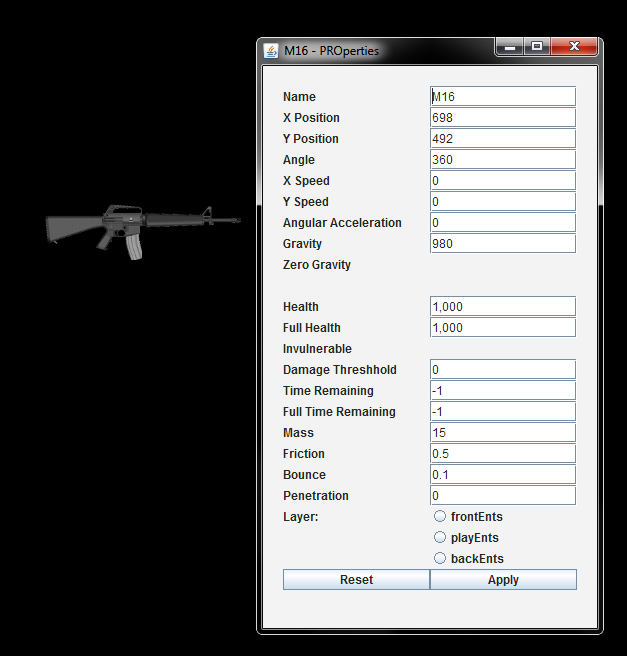 M16 - PROperties
Name M16
X Position 698
Y Position 492
Angle 360
X Speed 0
Y Speed 0
Angular Acceleration 0
Gravity 980
Zero Gravity
Health 1,000
Full Health 1,000
Invulnerable
Damage Threshhold 0
Time Remaining -1
Full Time Remaining -1
Mass 15
Friction 0.5
Bounce 0.1
Penetration 0
Layer: frontEnts
playEnts
backEnts
Reset Apply